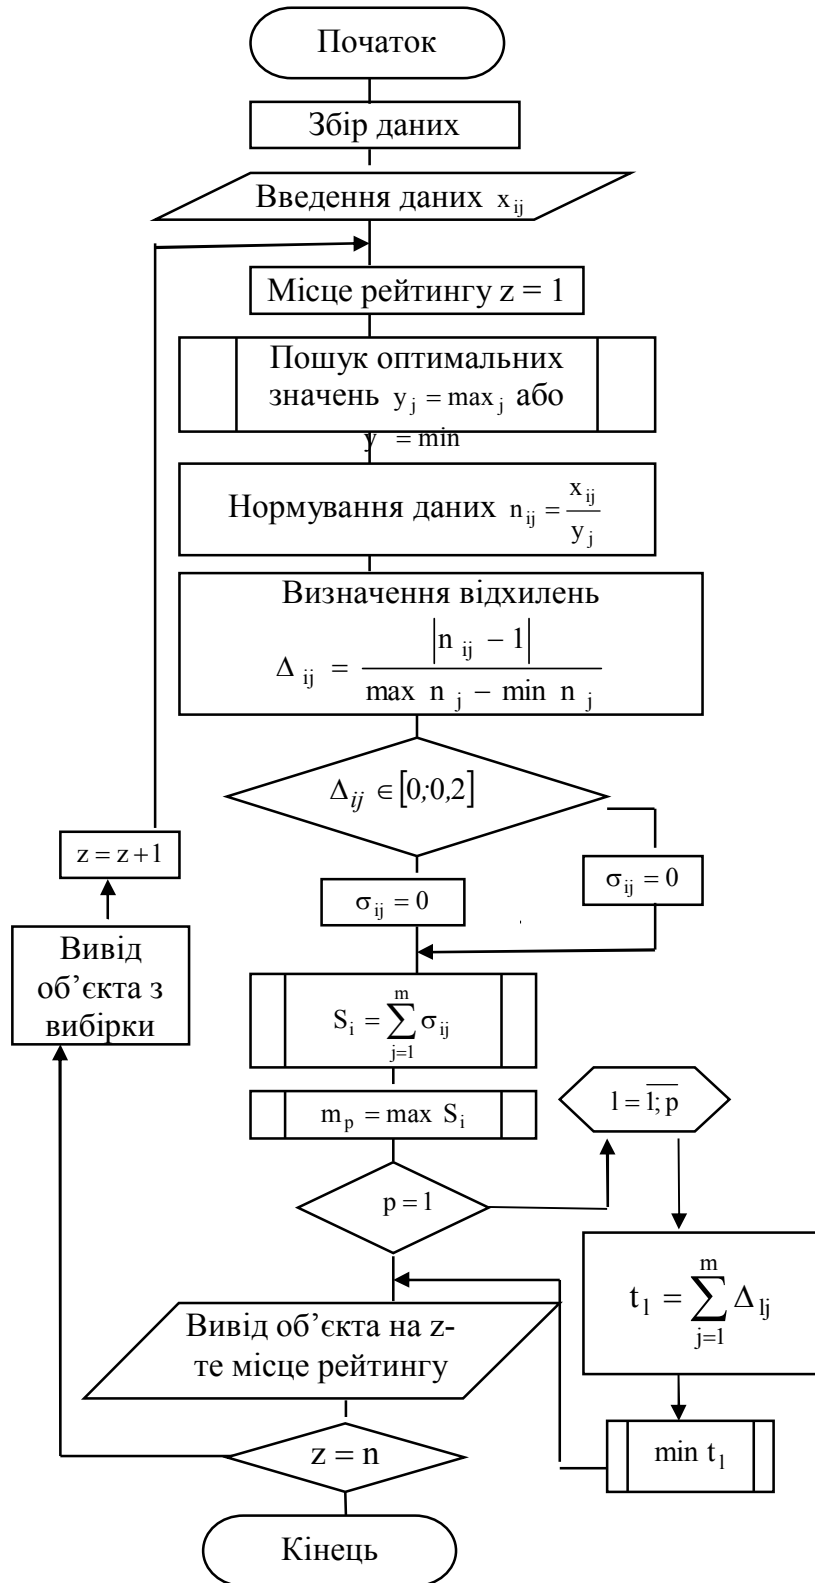 Початок
Збір даних
Введення даних x_ij
Місце рейтингу z = 1
Пошук оптимальних
значень y_j = max_j або
y = min
Нормування даних n_ij = x_ij / y_j
Визначення відхилень
Δ_ij = |n_ij − 1| / (max n_j − min n_j)
Δ_ij ∈ [0;0,2]
z = z + 1
σ_ij = 0
σ_ij = 0
Вивід
об’єкта з
вибірки
S_i = ∑_{j=1}^{m} σ_ij
m_p = max S_i
l = \overline{1; p}
p = 1
t_l = ∑_{j=1}^{m} Δ_lj
Вивід об’єкта на z-
те місце рейтингу
min t_l
z = n
Кінець